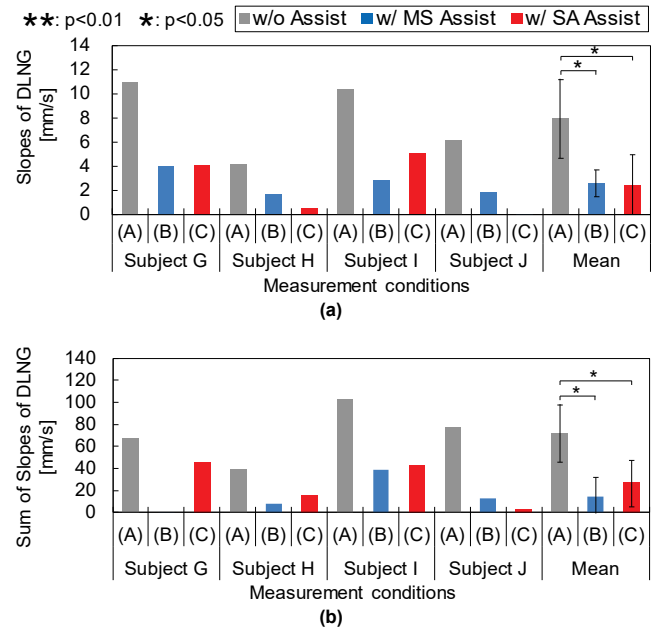 **: p<0.01 *: p<0.05 w/o Assist w/ MS Assist w/ SA Assist
Slopes of DLNG
[mm/s]
14
12
10
8
6
4
2
0
* 
*
(A) (B) (C) (A) (B) (C) (A) (B) (C) (A) (B) (C) (A) (B) (C)
Subject G Subject H Subject I Subject J Mean
Measurement conditions
(a)
Sum of Slopes of DLNG
[mm/s]
140
120
100
80
60
40
20
0
*
*
(A) (B) (C) (A) (B) (C) (A) (B) (C) (A) (B) (C) (A) (B) (C)
Subject G Subject H Subject I Subject J Mean
Measurement conditions
(b)